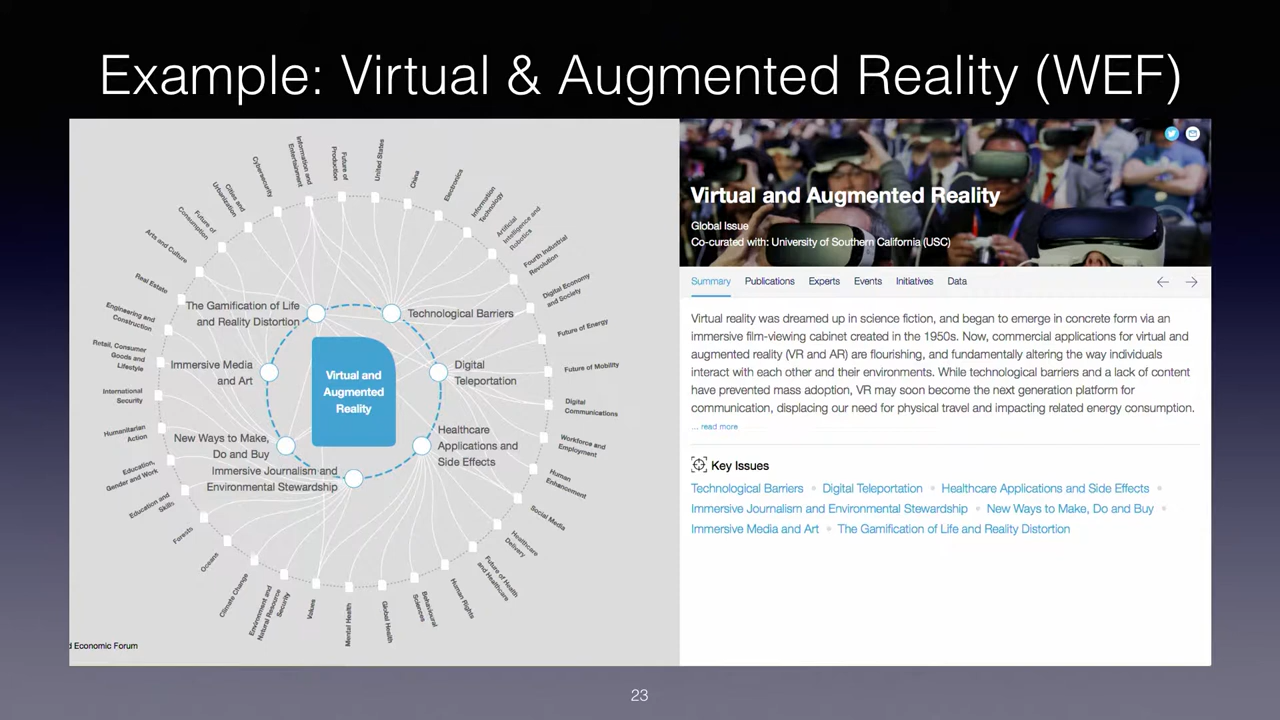 Example: Virtual & Augmented Reality (WEF)
Cybersecurity
Information and
Entertainment
Future of
Production
United States
China
Electronics
Information
Technology
Artificial
Intelligence and
Robotics
Fourth Industrial
Revolution
Digital Economy
and Society
Future of Energy
Future of Mobility
Digital
Communications
Workforce and
Employment
Human
Enhancement
Social Media
Healthcare
Delivery
Future of Health
and Healthcare
Human Rights
Behavioural
Sciences
Global Health
Mental Health
Values
Environment and
Natural Resource
Security
Climate Change
Oceans
Forests
Education and
Skills
Education,
Gender and Work
Humanitarian
Action
International
Security
Retail, Consumer
Goods and
Lifestyle
Engineering and
Construction
Real Estate
Arts and Culture
Future of
Consumption
Cities and
Urbanization
The Gamification of Life
and Reality Distortion
Technological Barriers
Immersive Media
and Art
Digital
Teleportation
Virtual and
Augmented
Reality
New Ways to Make,
Do and Buy
Healthcare
Applications and
Side Effects
Immersive Journalism and
Environmental Stewardship
d Economic Forum
Virtual and Augmented Reality
Global Issue
Co-curated with: University of Southern California (USC)
Summary Publications Experts Events Initiatives Data
Virtual reality was dreamed up in science fiction, and began to emerge in concrete form via an
immersive film-viewing cabinet created in the 1950s. Now, commercial applications for virtual and
augmented reality (VR and AR) are flourishing, and fundamentally altering the way individuals
interact with each other and their environments. While technological barriers and a lack of content
have prevented mass adoption, VR may soon become the next generation platform for
communication, displacing our need for physical travel and impacting related energy consumption.
... read more
Key Issues
Technological Barriers • Digital Teleportation • Healthcare Applications and Side Effects •
Immersive Journalism and Environmental Stewardship • New Ways to Make, Do and Buy •
Immersive Media and Art • The Gamification of Life and Reality Distortion
23